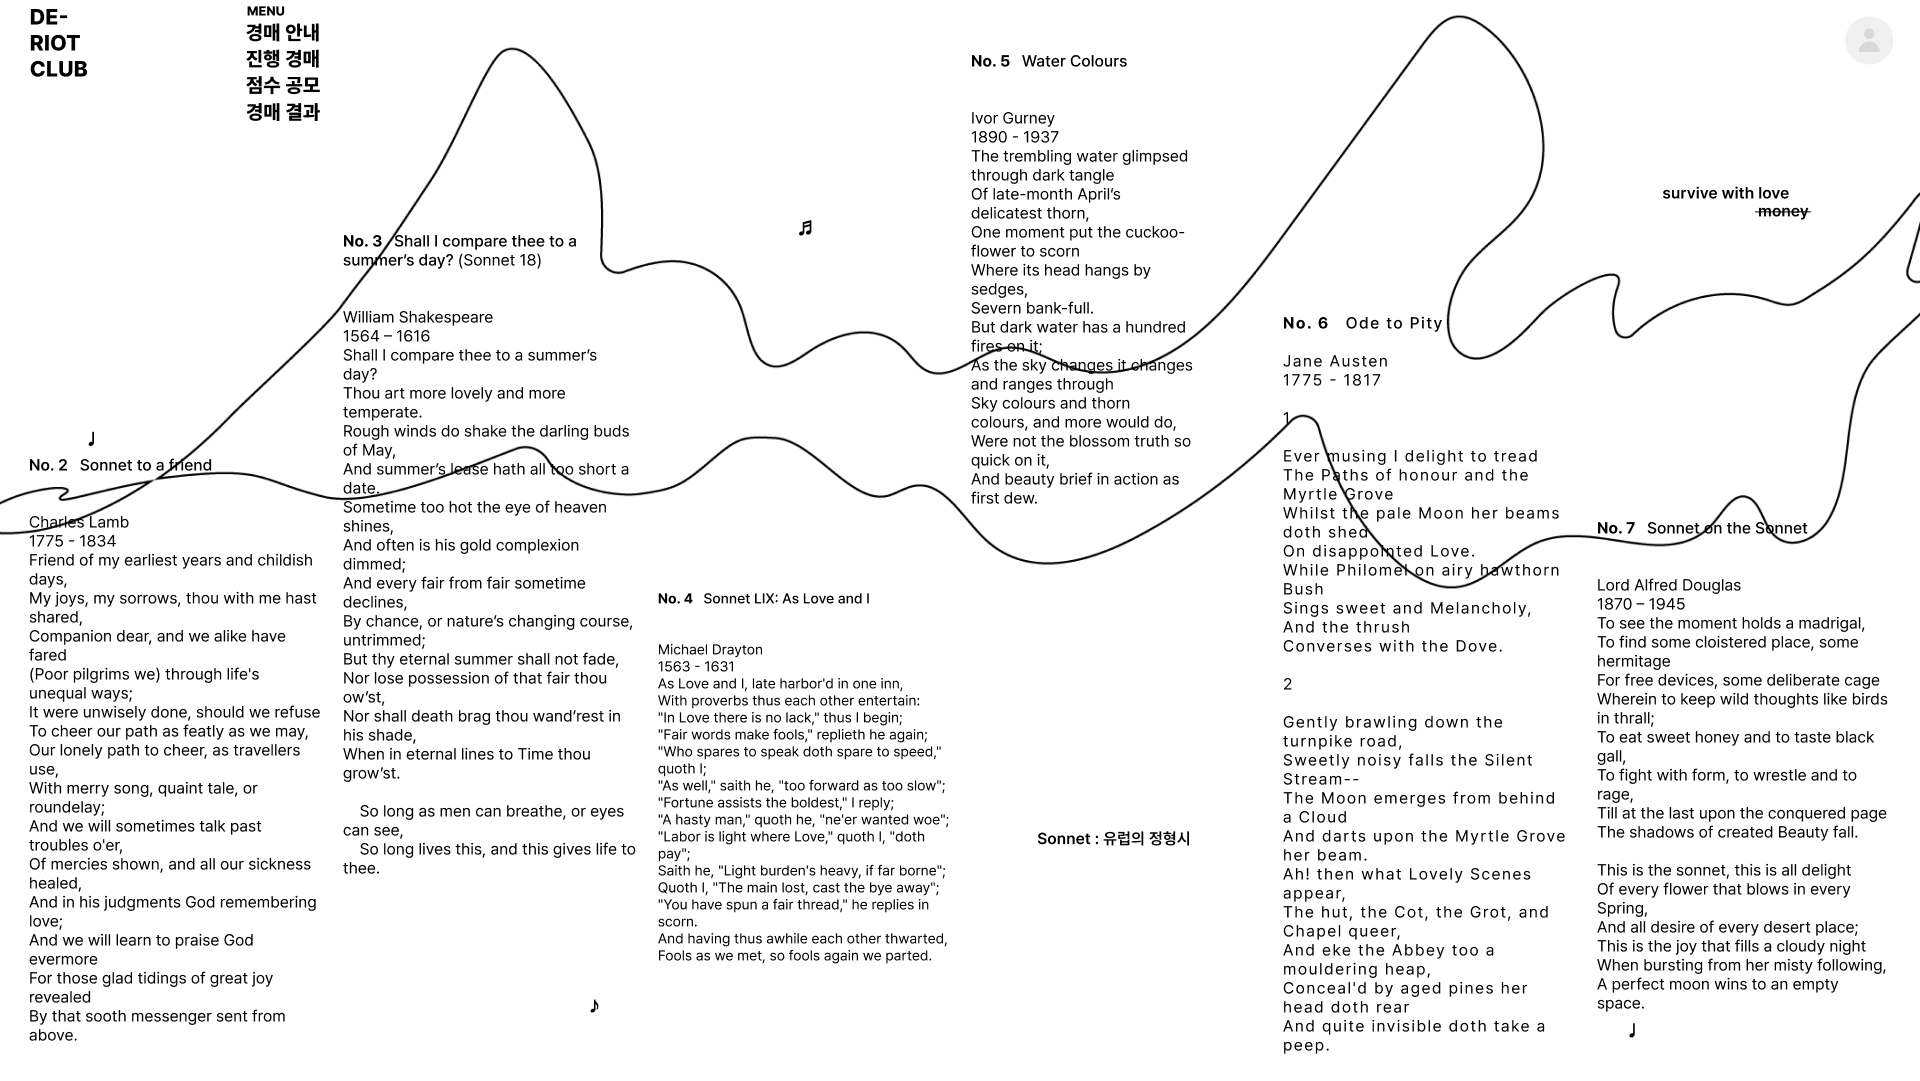 DE-
RIOT
CLUB
MENU
경매 안내
진행 경매
점수 공모
경매 결과
survive with love
money
No. 2 Sonnet to a friend
Charles Lamb
1775 - 1834
Friend of my earliest years and childish
days,
My joys, my sorrows, thou with me hast
shared,
Companion dear, and we alike have
fared
(Poor pilgrims we) through life's
unequal ways;
It were unwisely done, should we refuse
To cheer our path as featly as we may,
Our lonely path to cheer, as travellers
use,
With merry song, quaint tale, or
roundelay;
And we will sometimes talk past
troubles o'er,
Of mercies shown, and all our sickness
healed,
And in his judgments God remembering
love;
And we will learn to praise God
evermore
For those glad tidings of great joy
revealed
By that sooth messenger sent from
above.
No. 3 Shall I compare thee to a
summer’s day? (Sonnet 18)
William Shakespeare
1564 – 1616
Shall I compare thee to a summer’s
day?
Thou art more lovely and more
temperate.
Rough winds do shake the darling buds
of May,
And summer’s lease hath all too short a
date.
Sometime too hot the eye of heaven
shines,
And often is his gold complexion
dimmed;
And every fair from fair sometime
declines,
By chance, or nature’s changing course,
untrimmed;
But thy eternal summer shall not fade,
Nor lose possession of that fair thou
ow’st,
Nor shall death brag thou wand’rest in
his shade,
When in eternal lines to Time thou
grow’st.
So long as men can breathe, or eyes
can see,
So long lives this, and this gives life to
thee.
No. 4 Sonnet LIX: As Love and I
Michael Drayton
1563 - 1631
As Love and I, late harbor'd in one inn,
With proverbs thus each other entertain:
"In Love there is no lack," thus I begin;
"Fair words make fools," replieth he again;
"Who spares to speak doth spare to speed,"
quoth I;
"As well," saith he, "too forward as too slow";
"Fortune assists the boldest," I reply;
"A hasty man," quoth he, "ne'er wanted woe";
"Labor is light where Love," quoth I, "doth
pay";
Saith he, "Light burden's heavy, if far borne";
Quoth I, "The main lost, cast the bye away";
"You have spun a fair thread," he replies in
scorn.
And having thus awhile each other thwarted,
Fools as we met, so fools again we parted.
No. 5 Water Colours
Ivor Gurney
1890 - 1937
The trembling water glimpsed
through dark tangle
Of late-month April’s
delicatest thorn,
One moment put the cuckoo-
flower to scorn
Where its head hangs by
sedges,
Severn bank-full.
But dark water has a hundred
fires on it;
As the sky changes it changes
and ranges through
Sky colours and thorn
colours, and more would do,
Were not the blossom truth so
quick on it,
And beauty brief in action as
first dew.
Sonnet : 유럽의 정형시
No. 6 Ode to Pity
Jane Austen
1775 - 1817
1
Ever musing I delight to tread
The Paths of honour and the
Myrtle Grove
Whilst the pale Moon her beams
doth shed
On disappointed Love.
While Philomel on airy hawthorn
Bush
Sings sweet and Melancholy,
And the thrush
Converses with the Dove.
2
Gently brawling down the
turnpike road,
Sweetly noisy falls the Silent
Stream--
The Moon emerges from behind
a Cloud
And darts upon the Myrtle Grove
her beam.
Ah! then what Lovely Scenes
appear,
The hut, the Cot, the Grot, and
Chapel queer,
And eke the Abbey too a
mouldering heap,
Conceal'd by aged pines her
head doth rear
And quite invisible doth take a
peep.
No. 7 Sonnet on the Sonnet
Lord Alfred Douglas
1870 – 1945
To see the moment holds a madrigal,
To find some cloistered place, some
hermitage
For free devices, some deliberate cage
Wherein to keep wild thoughts like birds
in thrall;
To eat sweet honey and to taste black
gall,
To fight with form, to wrestle and to
rage,
Till at the last upon the conquered page
The shadows of created Beauty fall.
This is the sonnet, this is all delight
Of every flower that blows in every
Spring,
And all desire of every desert place;
This is the joy that fills a cloudy night
When bursting from her misty following,
A perfect moon wins to an empty
space.